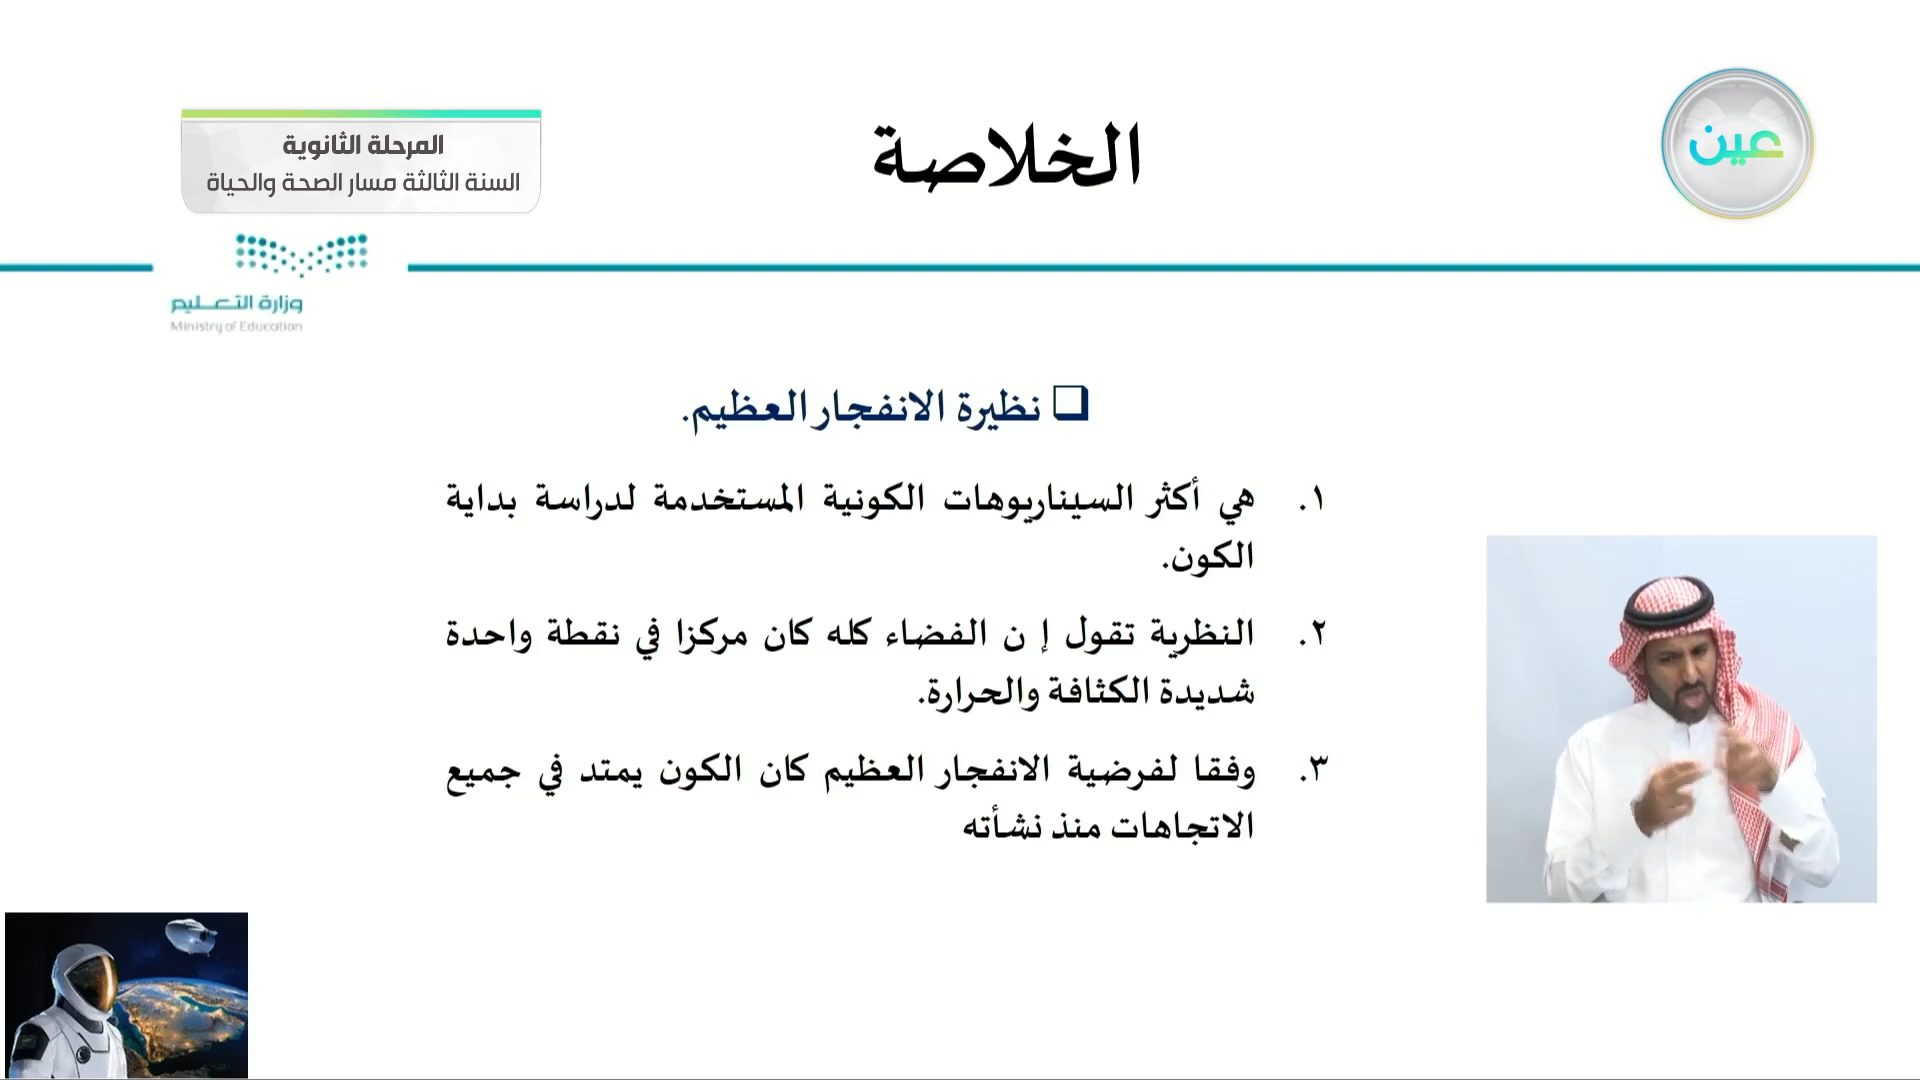 عين
الخلاصة
المرحلة الثانوية
السنة الثالثة مسار الصحة والحياة
وزارة التعليم
Ministry of Education
نظيرة الانفجار العظيم.
١. هي أكثر السيناريوهات الكونية المستخدمة لدراسة بداية
الكون.
٢. النظرية تقول إ ن الفضاء كله كان مركزا في نقطة واحدة
شديدة الكثافة والحرارة.
٣. وفقا لفرضية الانفجار العظيم كان الكون يمتد في جميع
الاتجاهات منذ نشأته